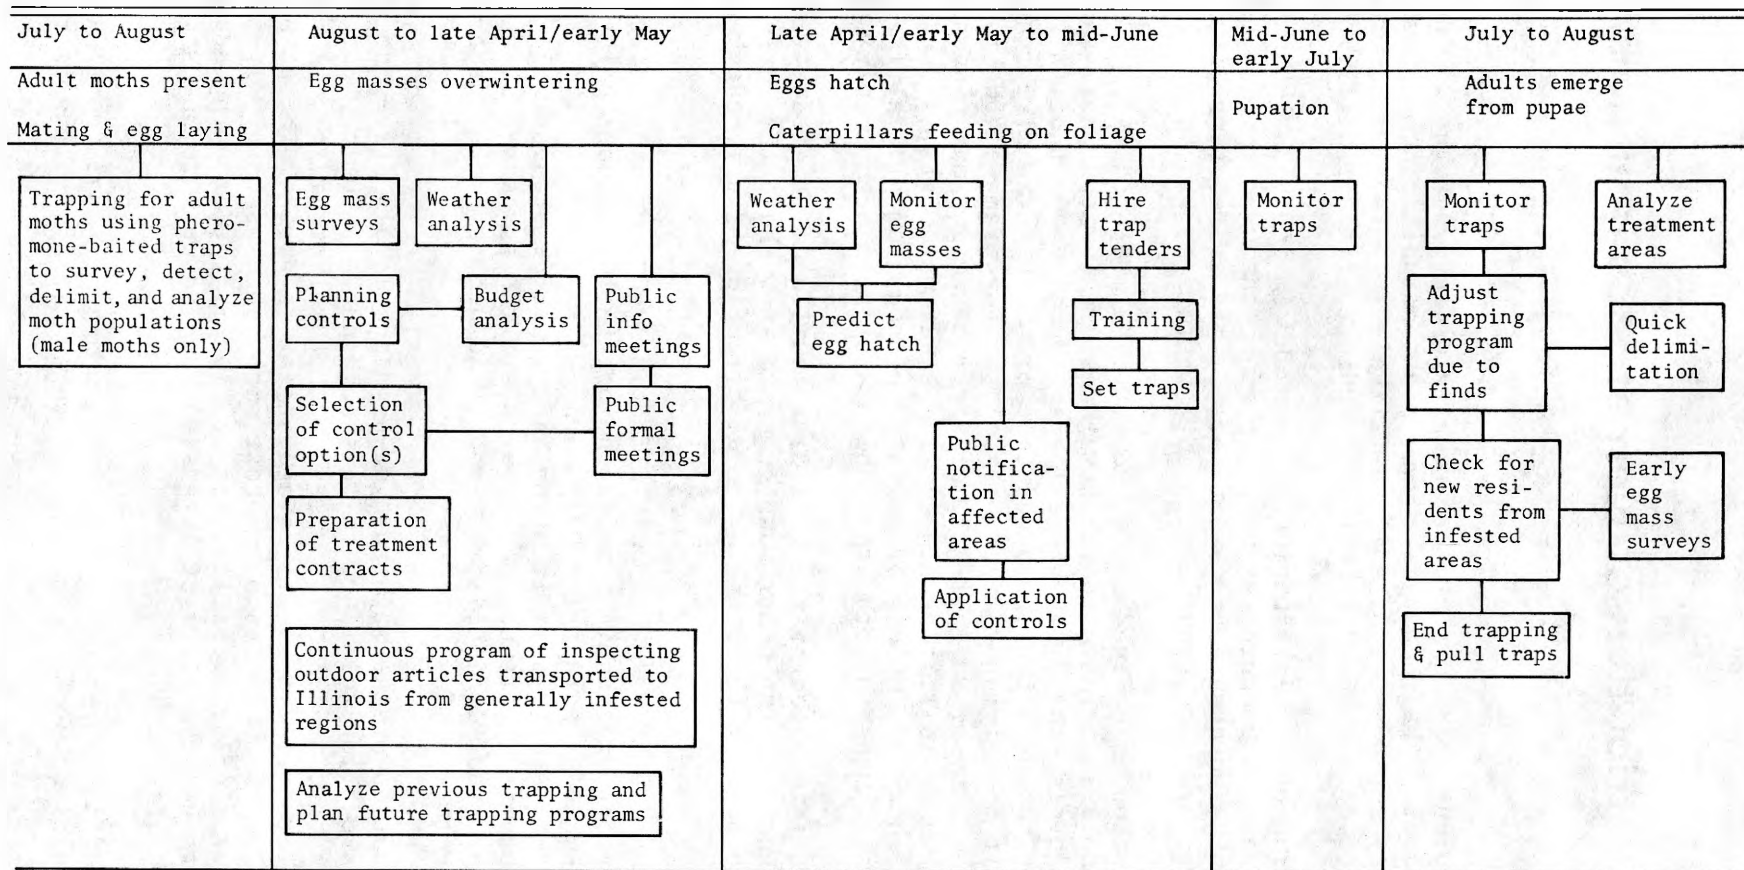 July to August
August to late April/early May
Late April/early May to mid-June
Mid-June to
early July
July to August
Adult moths present
Mating & egg laying
Egg masses overwintering
Eggs hatch
Caterpillars feeding on foliage
Pupation
Adults emerge
from pupae
Trapping for adult
moths using phero-
mone-baited traps
to survey, detect,
delimit, and analyze
moth populations
(male moths only)
Egg mass
surveys
Weather
analysis
Planning
controls
Budget
analysis
Public
info
meetings
Selection
of control
option(s)
Public
formal
meetings
Preparation
of treatment
contracts
Continuous program of inspecting
outdoor articles transported to
Illinois from generally infested
regions
Analyze previous trapping and
plan future trapping programs
Weather
analysis
Monitor
egg
masses
Predict
egg hatch
Hire
trap
tenders
Training
Set traps
Public
notifica-
tion in
affected
areas
Application
of controls
Monitor
traps
Monitor
traps
Analyze
treatment
areas
Adjust
trapping
program
due to
finds
Quick
delimi-
tation
Check for
new resi-
dents from
infested
areas
Early
egg
mass
surveys
End trapping
& pull traps